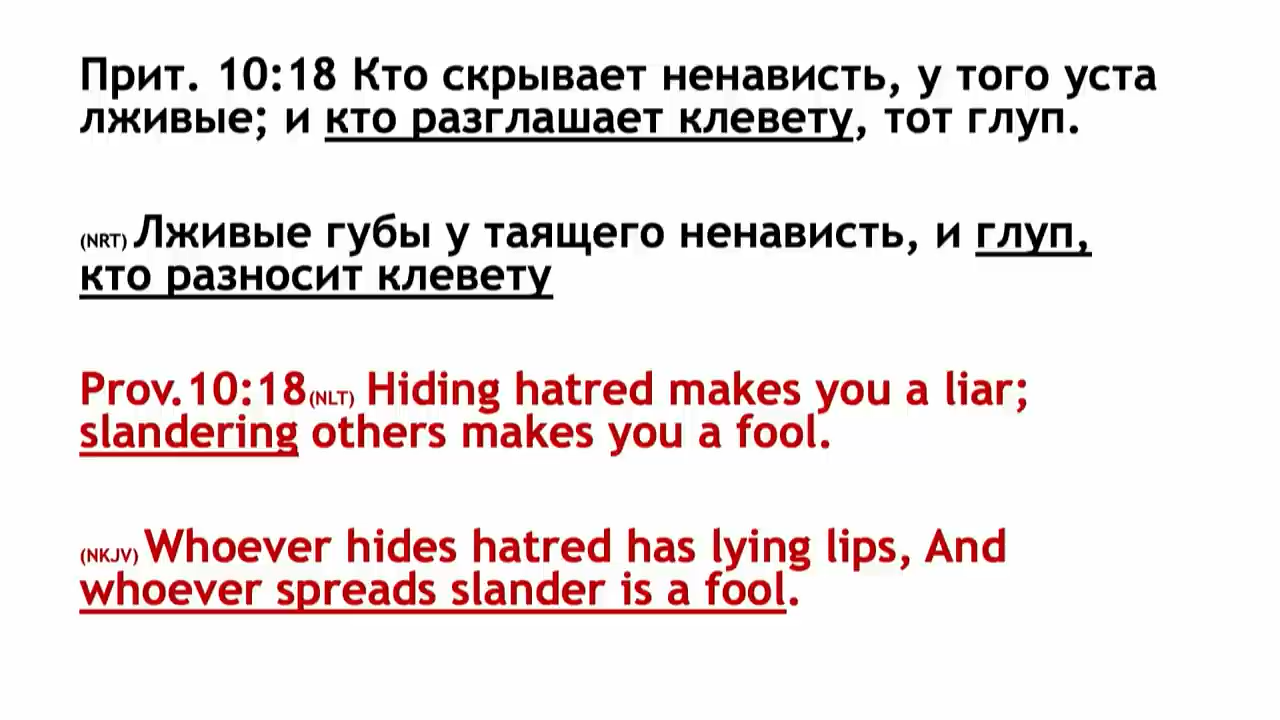 Прит. 10:18 Кто скрывает ненависть, у того уста
лживые; и кто разглашает клевету, тот глуп.
(NRT) Лживые губы у таящего ненависть, и глуп,
кто разносит клевету
Prov.10:18(NLT) Hiding hatred makes you a liar;
slandering others makes you a fool.
(NKJV) Whoever hides hatred has lying lips, And
whoever spreads slander is a fool.